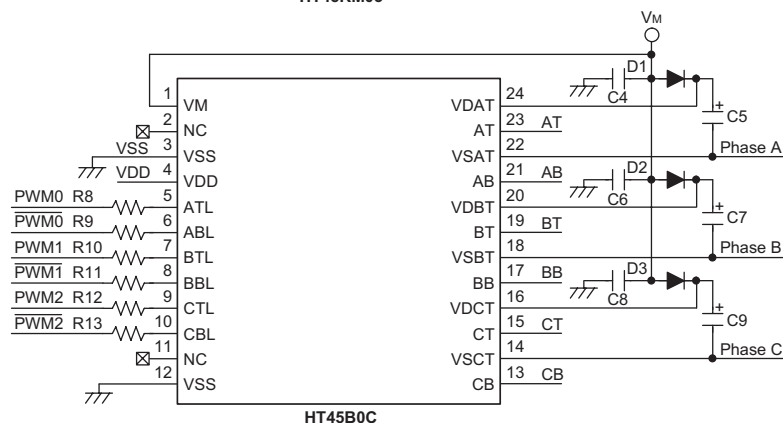 VM
D1
C4
C5
1 VM
VDAT 24
2 NC
AT 23 AT
VSS 3 VSS
VSAT 22
Phase A
VDD 4 VDD
AB 21 AB
D2
C6
C7
PWM0 R8 5 ATL
VDBT 20
PWM0 R9 6 ABL
BT 19 BT
PWM1 R10 7 BTL
VSBT 18
Phase B
PWM1 R11 8 BBL
BB 17 BB
D3
C8
C9
PWM2 R12 9 CTL
VDCT 16
PWM2 R13 10 CBL
CT 15 CT
11 NC
VSCT 14
Phase C
12 VSS
CB 13 CB
HT45B0C